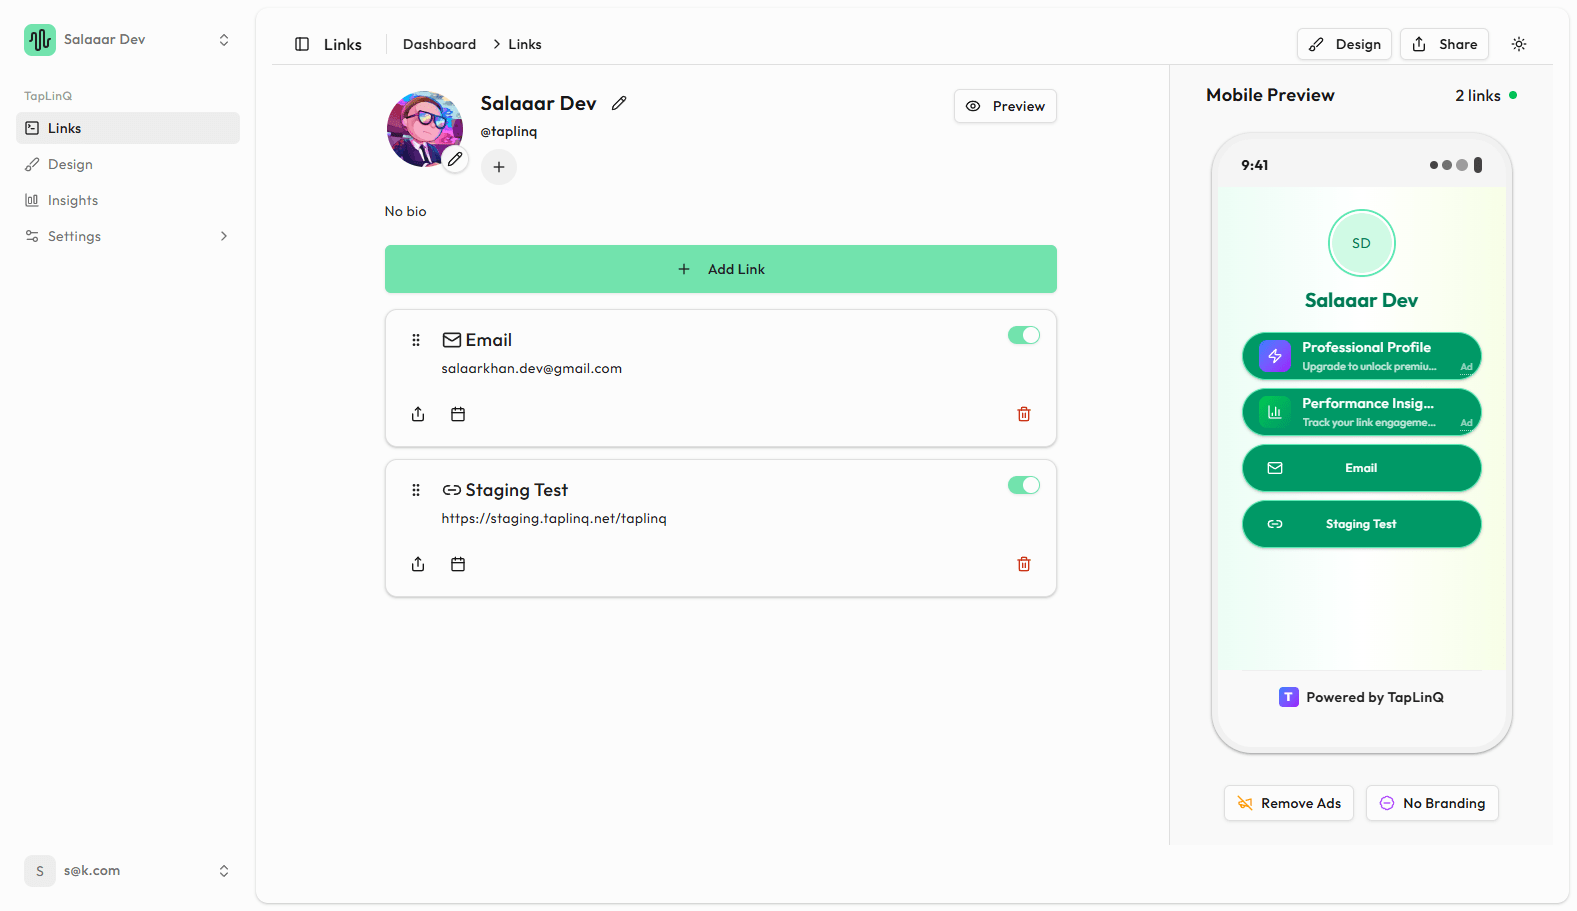 Salaaar Dev
TapLinQ
Links
Design
Insights
Settings
S
s@k.com
Links
Dashboard
Links
Design
Share
Salaaar Dev
@taplinq
Preview
No bio
Add Link
Email
salaarkhan.dev@gmail.com
Staging Test
https://staging.taplinq.net/taplinq
Mobile Preview
2 links
9:41
SD
Salaaar Dev
Professional Profile
Upgrade to unlock premiu...
Ad
Performance Insig...
Track your link engageme...
Ad
Email
Staging Test
T
Powered by TapLinQ
Remove Ads
No Branding